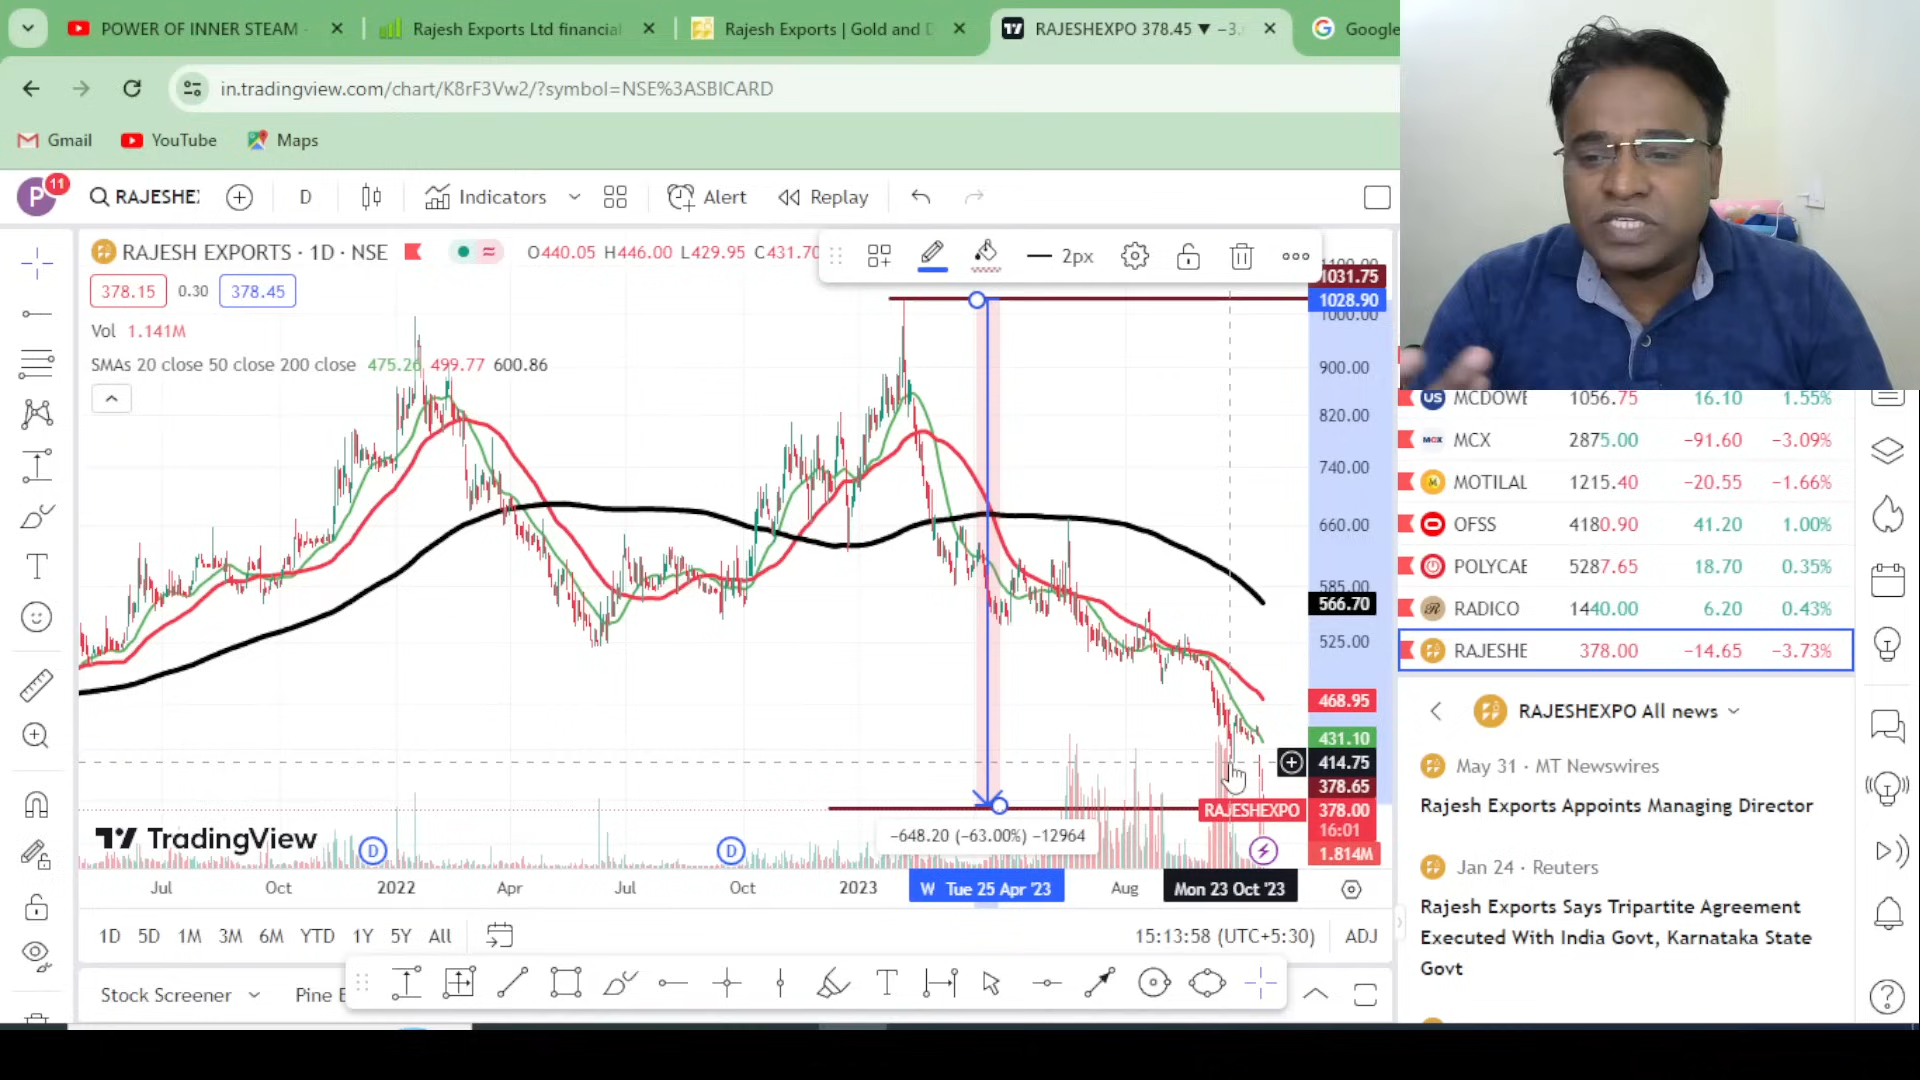 POWER OF INNER STEAM -
Rajesh Exports Ltd financial
Rajesh Exports | Gold and D
RAJESHEXPO 378.45 ▼ −3.
Google
in.tradingview.com/chart/K8rF3Vw2/?symbol=NSE%3ASBICARD
Gmail
YouTube
Maps
P
11
RAJESHE
D
Indicators
Alert
Replay
RAJESH EXPORTS · 1D · NSE
O440.05 H446.00 L429.95 C431.70
2px
378.15
0.30
378.45
Vol 1.141M
SMAs 20 close 50 close 200 close 475.26 499.77 600.86
1100.00
1031.75
1028.90
1000.00
900.00
820.00
740.00
660.00
585.00
566.70
525.00
468.95
431.10
414.75
378.65
RAJESHEXPO 378.00
16:01
1.814M
−648.20 (−63.00%) −12964
TradingView
D
D
Jul
Oct
2022
Apr
Jul
Oct
2023
W
Tue 25 Apr '23
Aug
Mon 23 Oct '23
1D 5D 1M 3M 6M YTD 1Y 5Y All
15:13:58 (UTC+5:30)
ADJ
Stock Screener
Pine E
MCDOWE 1056.75 16.10 1.55%
MCX 2875.00 −91.60 −3.09%
MOTILAL 1215.40 −20.55 −1.66%
OFSS 4180.90 41.20 1.00%
POLYCAE 5287.65 18.70 0.35%
RADICO 1440.00 6.20 0.43%
RAJESHE 378.00 −14.65 −3.73%
RAJESHEXPO All news
May 31 · MT Newswires
Rajesh Exports Appoints Managing Director
Jan 24 · Reuters
Rajesh Exports Says Tripartite Agreement
Executed With India Govt, Karnataka State
Govt